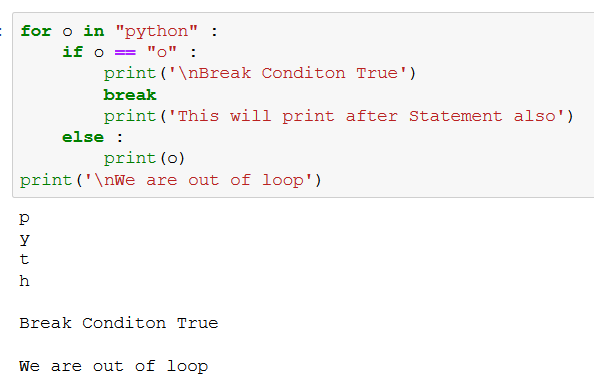 for o in "python" :
    if o == "o" :
        print('\nBreak Conditon True')
        break
        print('This will print after Statement also')
    else :
        print(o)
print('\nWe are out of loop')
p
y
t
h
Break Conditon True
We are out of loop